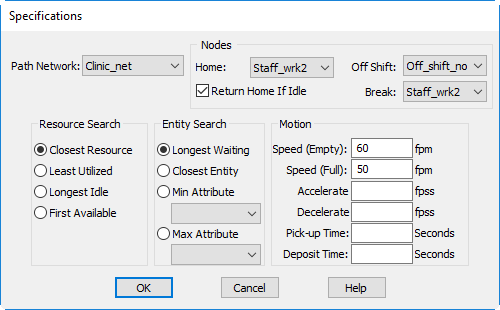 Specifications
Nodes
Path Network: Clinic_net
Home: Staff_wrk2
Off Shift: Off_shift_no
Return Home If Idle
Break: Staff_wrk2
Resource Search
Closest Resource
Least Utilized
Longest Idle
First Available
Entity Search
Longest Waiting
Closest Entity
Min Attribute
Max Attribute
Motion
Speed (Empty): 60 fpm
Speed (Full): 50 fpm
Accelerate fpss
Decelerate fpss
Pick-up Time: Seconds
Deposit Time: Seconds
OK
Cancel
Help